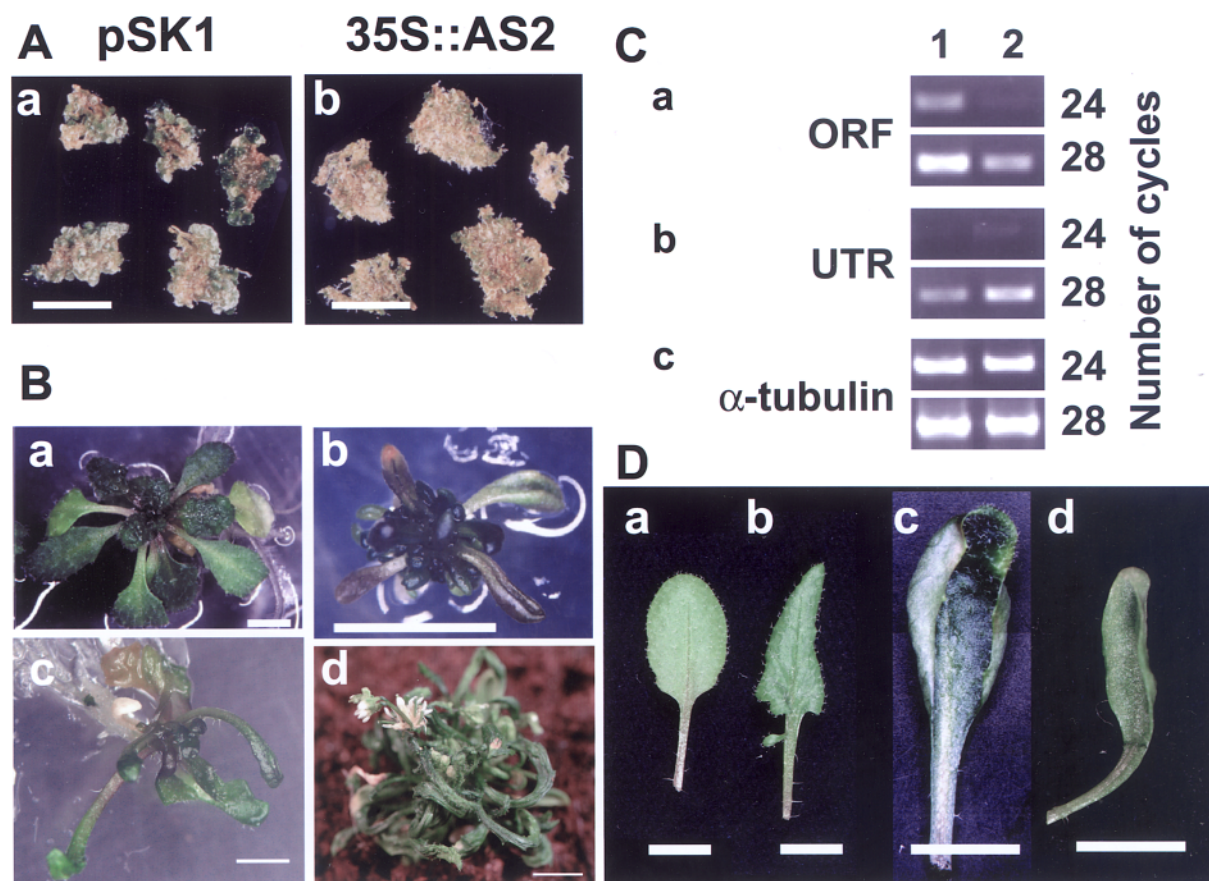 A pSK1 35S::AS2
a b
B
a b
c d
C 1 2
a ORF 24
28
b UTR 24
28
c α-tubulin 24
28
Number of cycles
D
a b c d